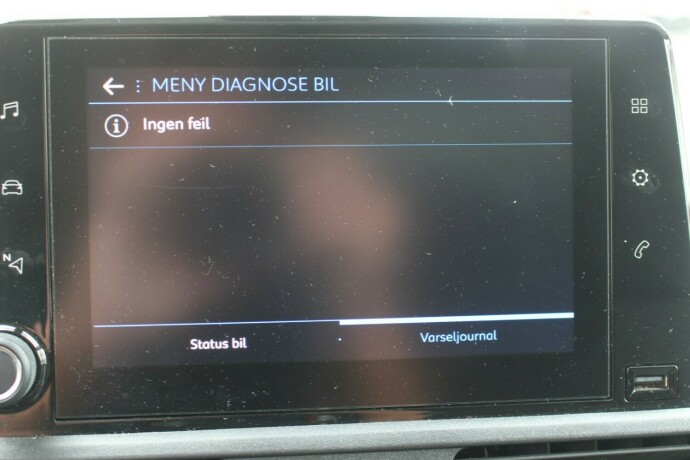 MENY DIAGNOSE BIL
Ingen feil
N
Status bil
Varseljournal